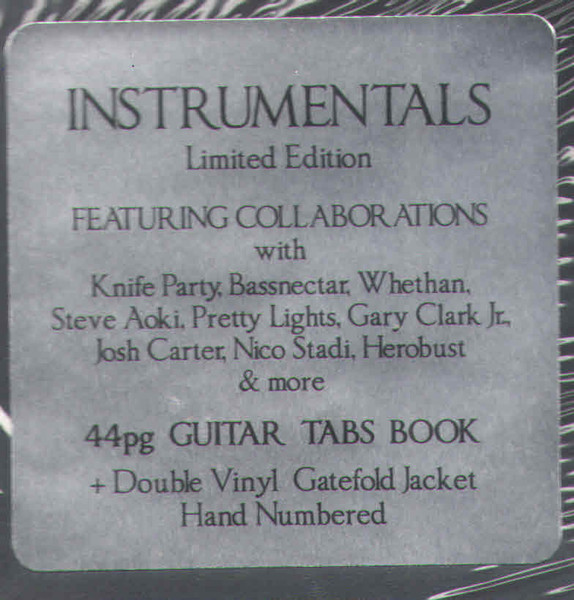 INSTRUMENTALS
Limited Edition
FEATURING COLLABORATIONS
with
Knife Party, Bassnectar, Whethan,
Steve Aoki, Pretty Lights, Gary Clark Jr.,
Josh Carter, Nico Stadi, Herobust
& more
44pg GUITAR TABS BOOK
+ Double Vinyl Gatefold Jacket
Hand Numbered